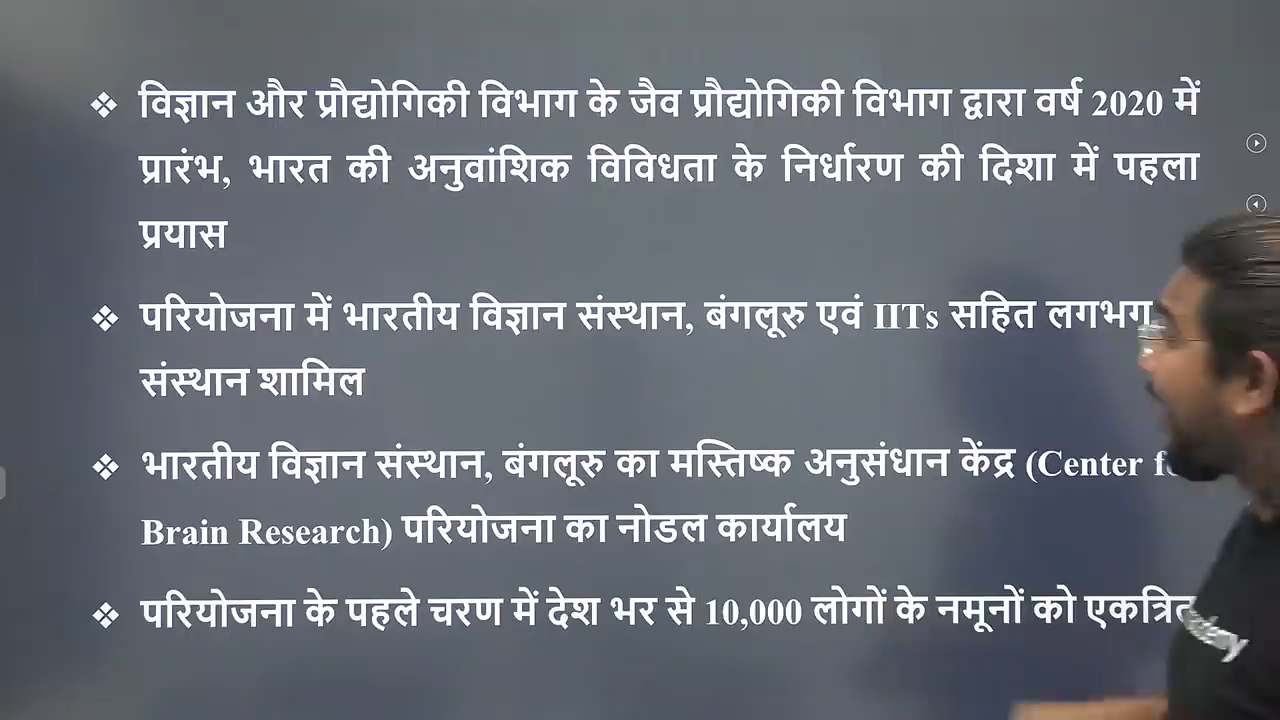 ❖ विज्ञान और प्रौद्योगिकी विभाग के जैव प्रौद्योगिकी विभाग द्वारा वर्ष 2020 में
प्रारंभ, भारत की अनुवांशिक विविधता के निर्धारण की दिशा में पहला
प्रयास
❖ परियोजना में भारतीय विज्ञान संस्थान, बंगलूरु एवं IITs सहित लगभग
संस्थान शामिल
❖ भारतीय विज्ञान संस्थान, बंगलूरु का मस्तिष्क अनुसंधान केंद्र (Center
Brain Research) परियोजना का नोडल कार्यालय
❖ परियोजना के पहले चरण में देश भर से 10,000 लोगों के नमूनों को एकत्रित